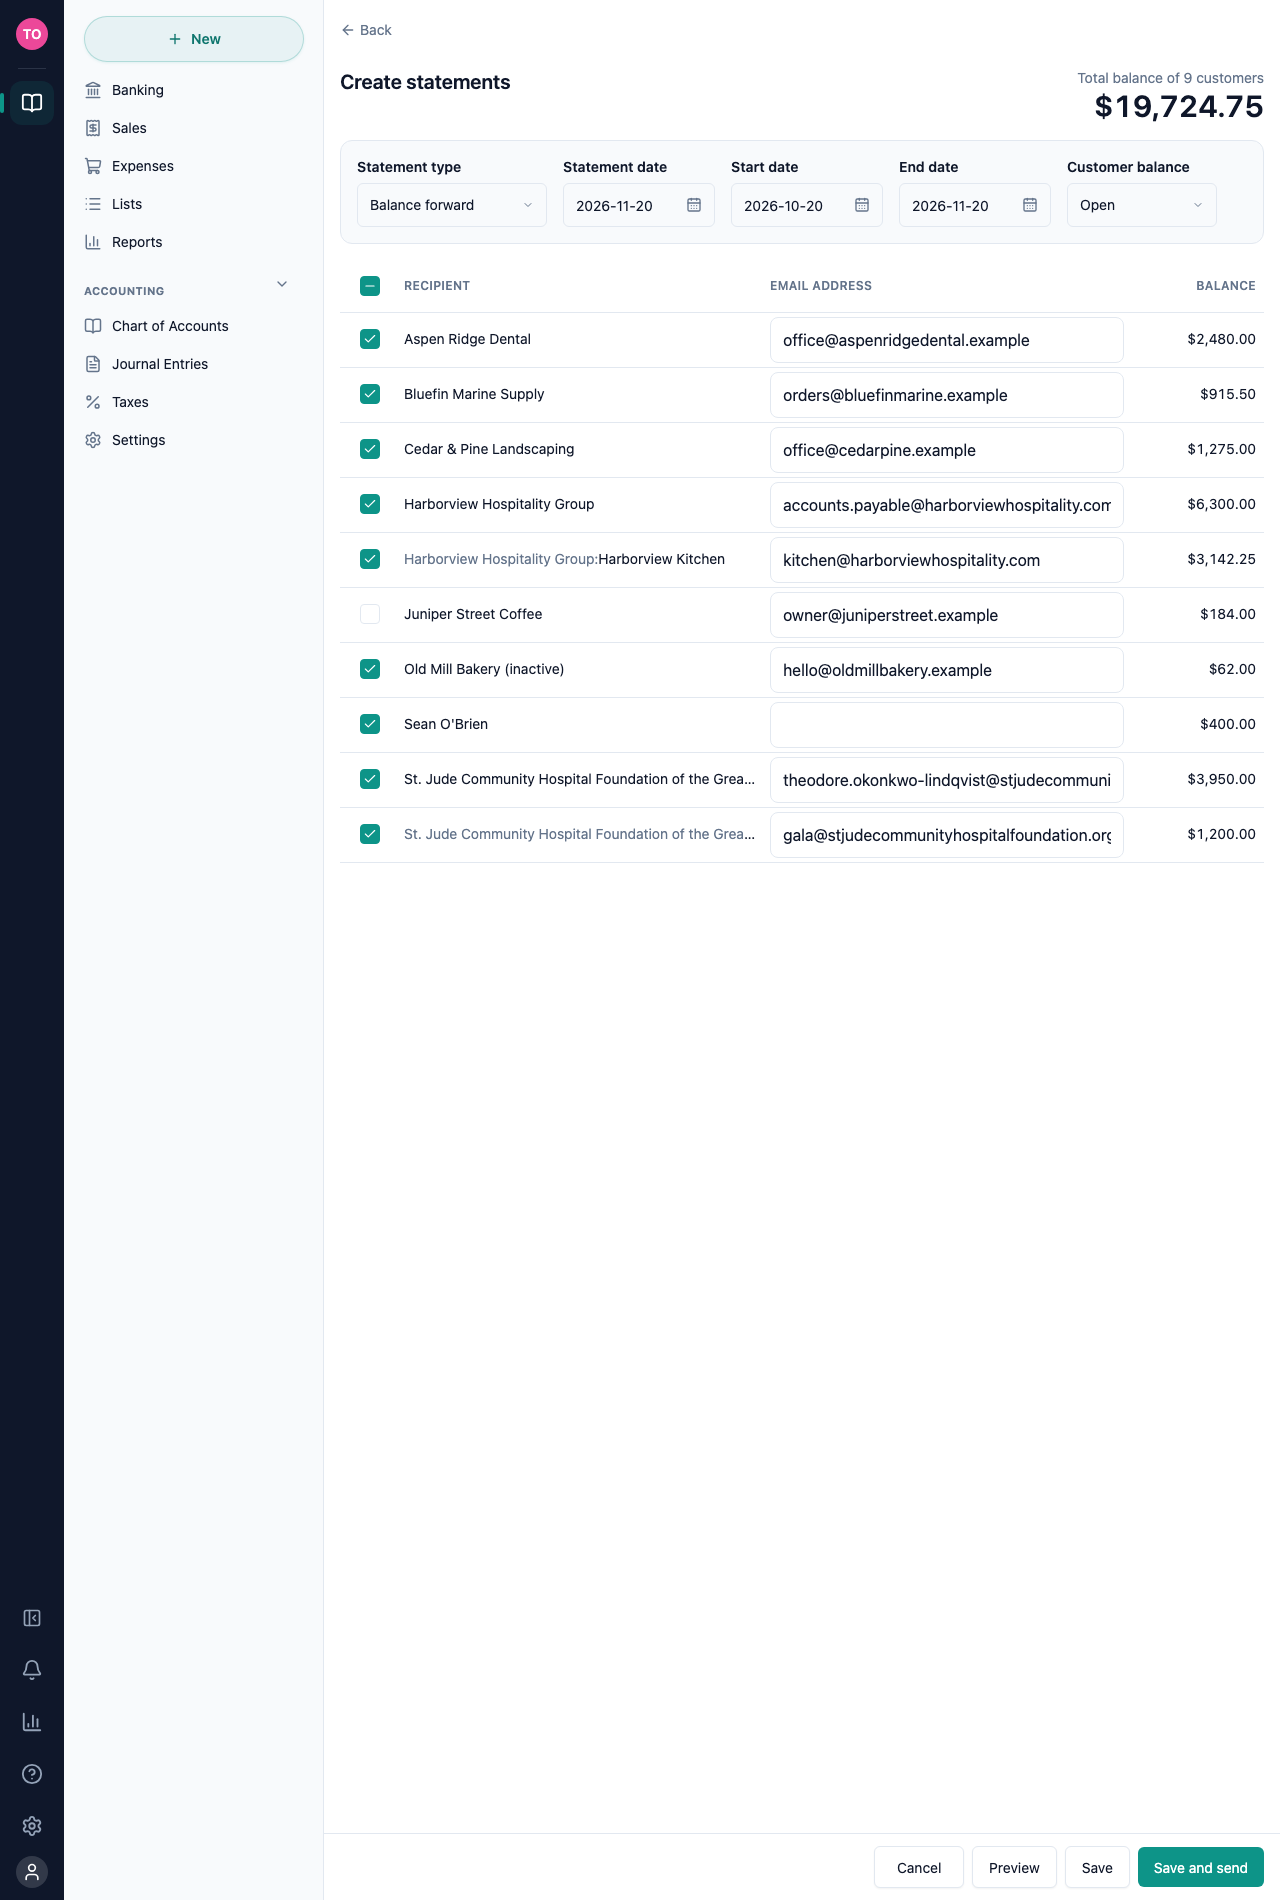 TO
New
Banking
Sales
Expenses
Lists
Reports
ACCOUNTING
Chart of Accounts
Journal Entries
Taxes
Settings
Back
Create statements
Total balance of 9 customers
$19,724.75
Statement type Statement date Start date End date Customer balance
Balance forward 2026-11-20 2026-10-20 2026-11-20 Open
RECIPIENT EMAIL ADDRESS BALANCE
Aspen Ridge Dental office@aspenridgedental.example $2,480.00
Bluefin Marine Supply orders@bluefinmarine.example $915.50
Cedar & Pine Landscaping office@cedarpine.example $1,275.00
Harborview Hospitality Group accounts.payable@harborviewhospitality.com $6,300.00
Harborview Hospitality Group:Harborview Kitchen kitchen@harborviewhospitality.com $3,142.25
Juniper Street Coffee owner@juniperstreet.example $184.00
Old Mill Bakery (inactive) hello@oldmillbakery.example $62.00
Sean O'Brien $400.00
St. Jude Community Hospital Foundation of the Grea... theodore.okonkwo-lindqvist@stjudecommuni $3,950.00
St. Jude Community Hospital Foundation of the Grea... gala@stjudecommunityhospitalfoundation.org $1,200.00
Cancel Preview Save Save and send